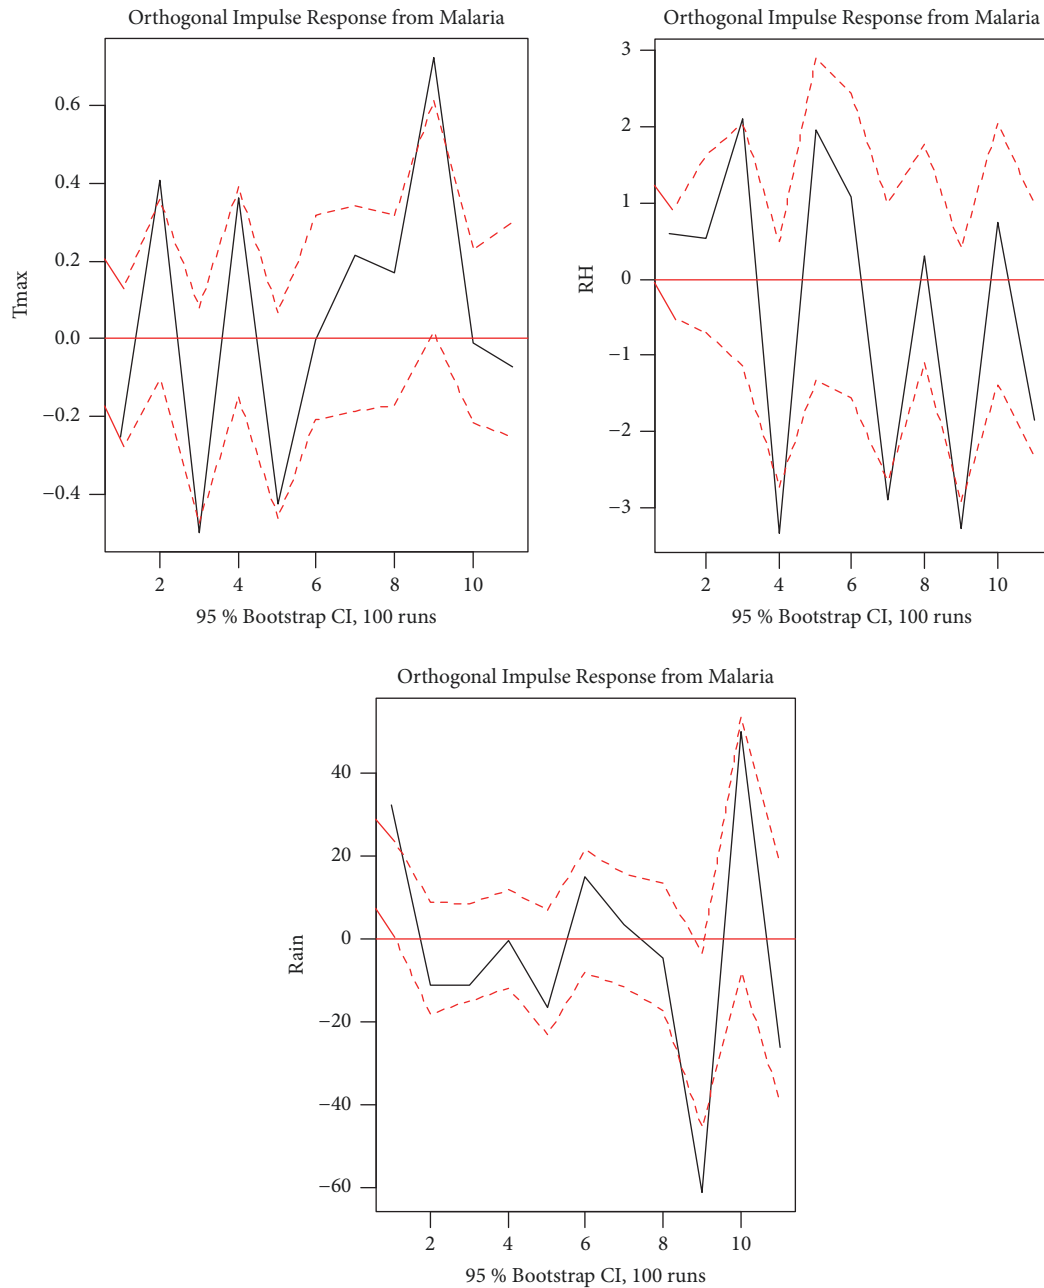 Orthogonal Impulse Response from Malaria
Tmax
0.6
0.4
0.2
0.0
−0.2
−0.4
2 4 6 8 10
95 % Bootstrap CI, 100 runs
Orthogonal Impulse Response from Malaria
RH
3
2
1
0
−1
−2
−3
2 4 6 8 10
95 % Bootstrap CI, 100 runs
Orthogonal Impulse Response from Malaria
Rain
40
20
0
−20
−40
−60
2 4 6 8 10
95 % Bootstrap CI, 100 runs